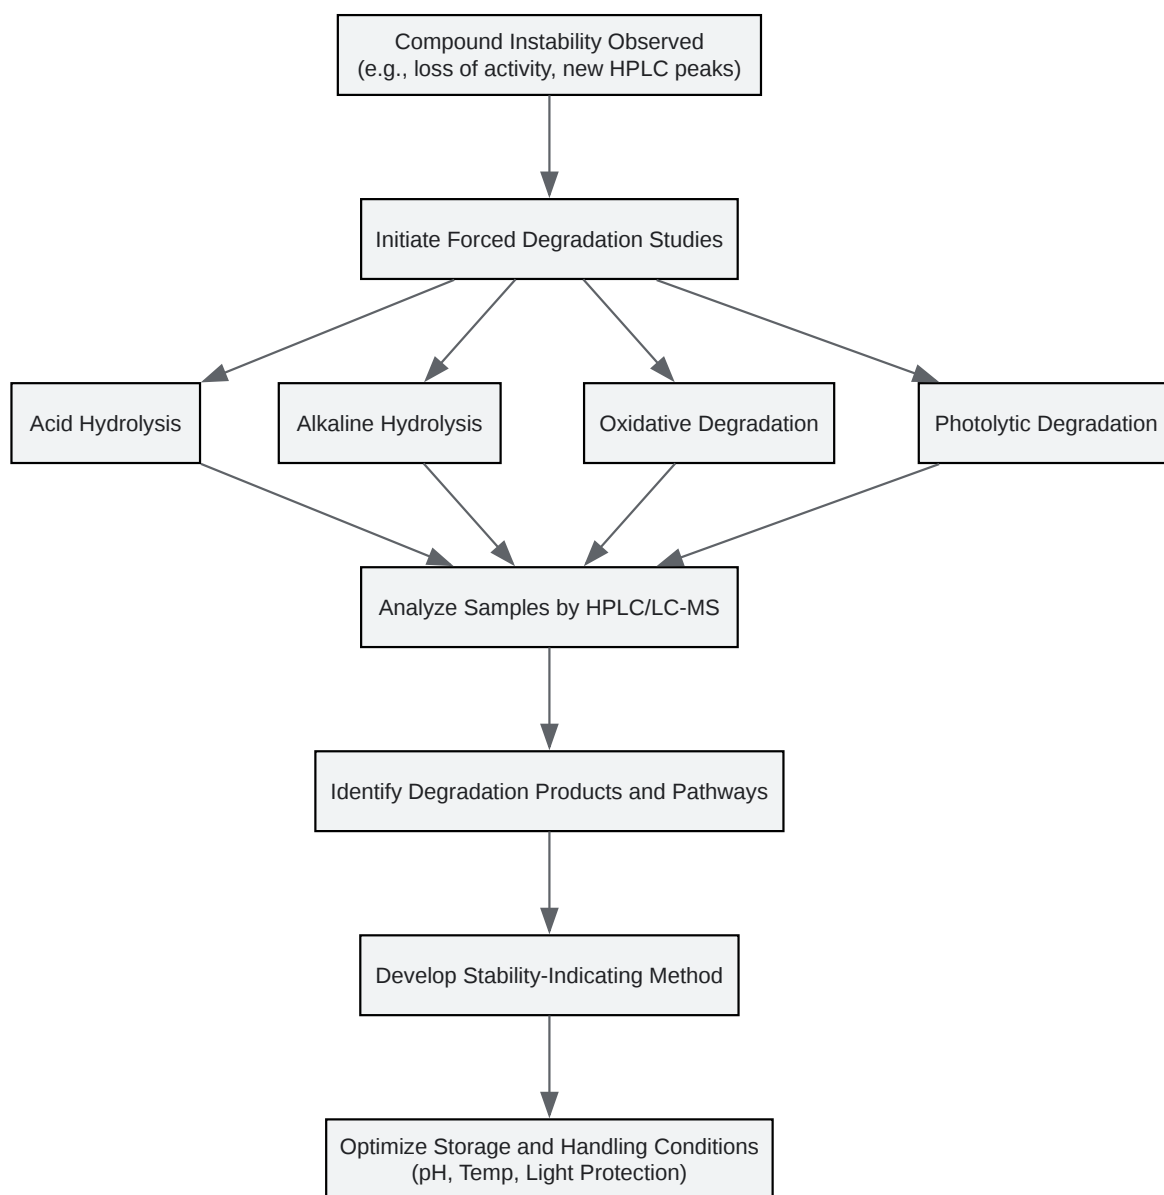 Compound Instability Observed
(e.g., loss of activity, new HPLC peaks)
Initiate Forced Degradation Studies
Acid Hydrolysis
Alkaline Hydrolysis
Oxidative Degradation
Photolytic Degradation
Analyze Samples by HPLC/LC-MS
Identify Degradation Products and Pathways
Develop Stability-Indicating Method
Optimize Storage and Handling Conditions
(pH, Temp, Light Protection)